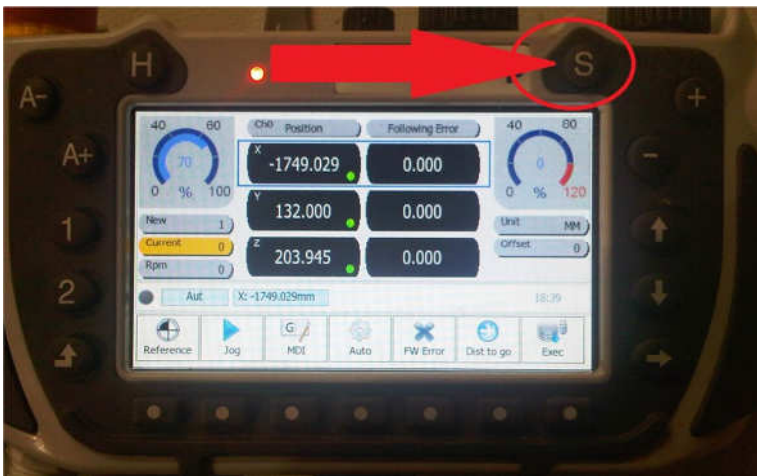 H
S
A-
+
A+
-
1
2
40 60
70
0 % 100
Ch0 Position
Following Error
40 80
0
0 % 120
X -1749.029
0.000
Y 132.000
0.000
Z 203.945
0.000
New 1
Current 0
Rpm 0
Unit MM
Offset 0
Aut
X: -1749.029mm
18:39
Reference
Jog
G
MDI
Auto
FW Error
Dist to go
Exec